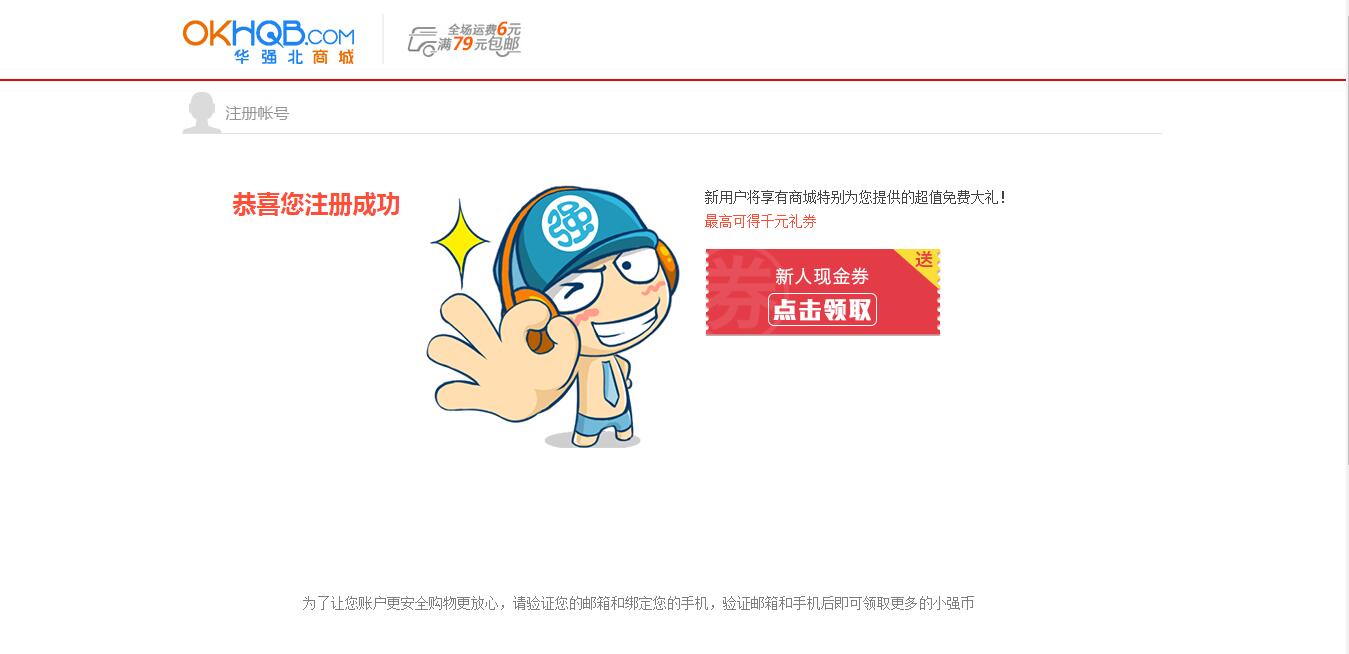 OKHQB.COM
华强北商城
全场运费6元
满79元包邮
注册帐号
恭喜您注册成功
强
新用户将享有商城特别为您提供的超值免费大礼！
最高可得千元礼券
券
送
新人现金券
点击领取
为了让您账户更安全购物更放心，请验证您的邮箱和绑定您的手机，验证邮箱和手机后即可领取更多的小强币